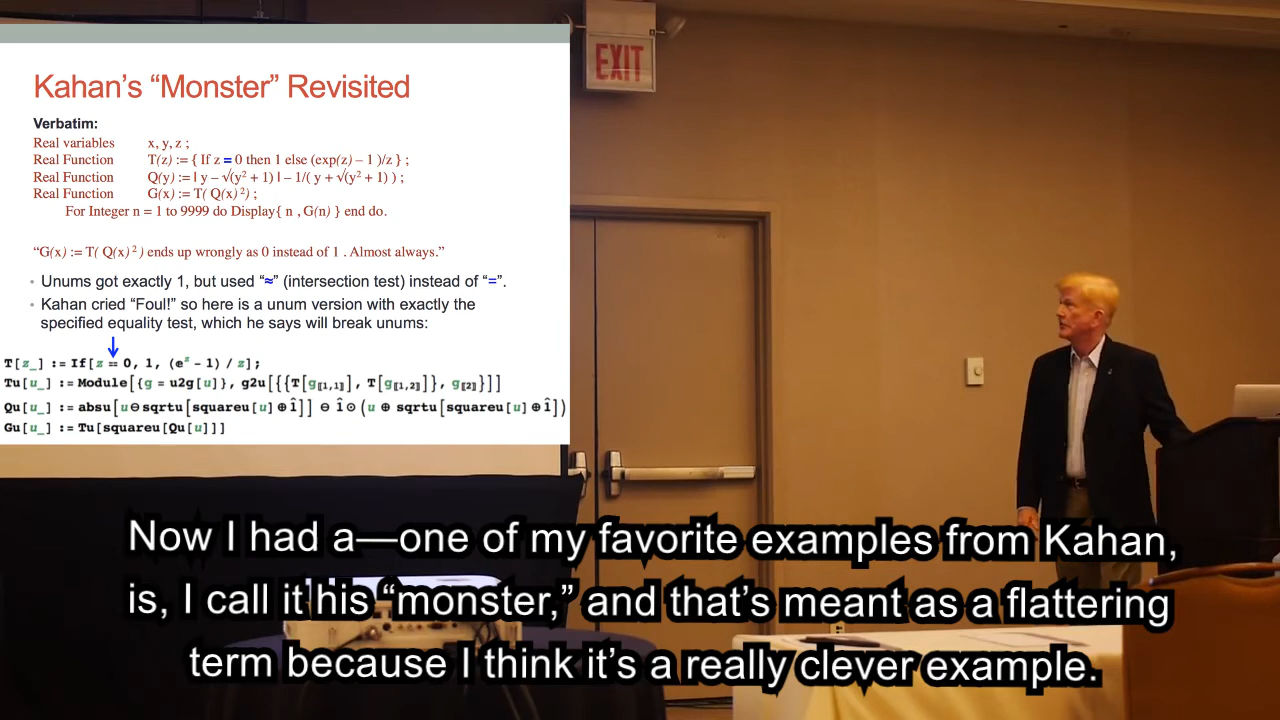 EXIT
Kahan's “Monster” Revisited
Verbatim:
Real variables x, y, z ;
Real Function T(z) := { If z = 0 then 1 else (exp(z) – 1 )/z } ;
Real Function Q(y) := | y – √(y² + 1) | – 1/( y + √(y² + 1) ) ;
Real Function G(x) := T( Q(x) ² ) ;
For Integer n = 1 to 9999 do Display{ n , G(n) } end do.
“G(x) := T( Q(x) ² ) ends up wrongly as 0 instead of 1 . Almost always.”
• Unums got exactly 1, but used “≈” (intersection test) instead of “=”.
• Kahan cried “Foul!” so here is a unum version with exactly the
specified equality test, which he says will break unums:
T[z_] := If[z == 0, 1, (eᶻ - 1) / z];
Tu[u_] := Module[{g = u2g[u]}, g2u[{{T[g⟦1,1⟧], T[g⟦1,2⟧]}, g⟦2⟧}]]
Qu[u_] := absu[u⊖sqrtu[squareu[u]⊕1̂]] ⊖ 1̂⊙(u ⊕ sqrtu[squareu[u]⊕1̂])
Gu[u_] := Tu[squareu[Qu[u]]]
Now I had a—one of my favorite examples from Kahan,
is, I call it his “monster,” and that's meant as a flattering
term because I think it's a really clever example.